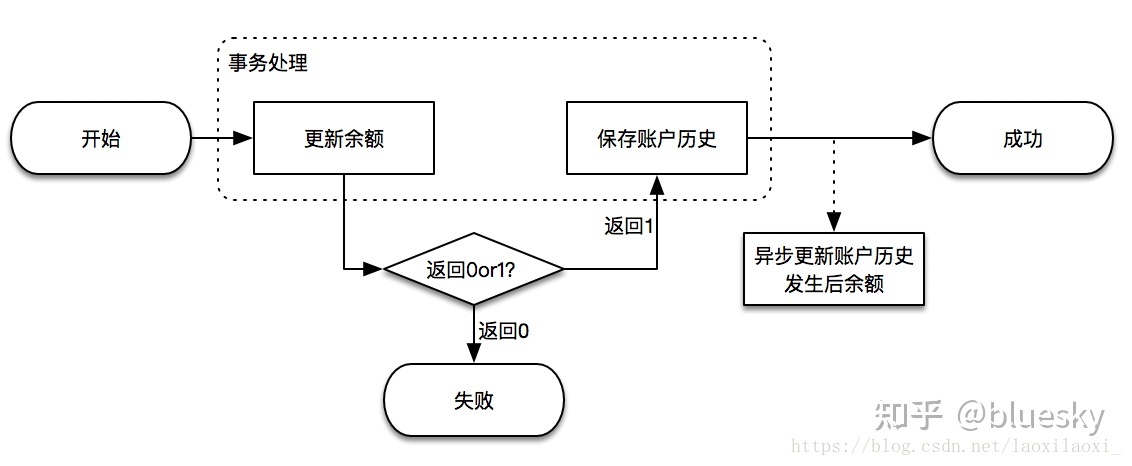 事务处理
开始
更新余额
保存账户历史
成功
返回1
异步更新账户历史
发生后余额
返回0or1?
返回0
失败
知乎 @bluesky
https://blog.csdn.net/laoxilaoxi_